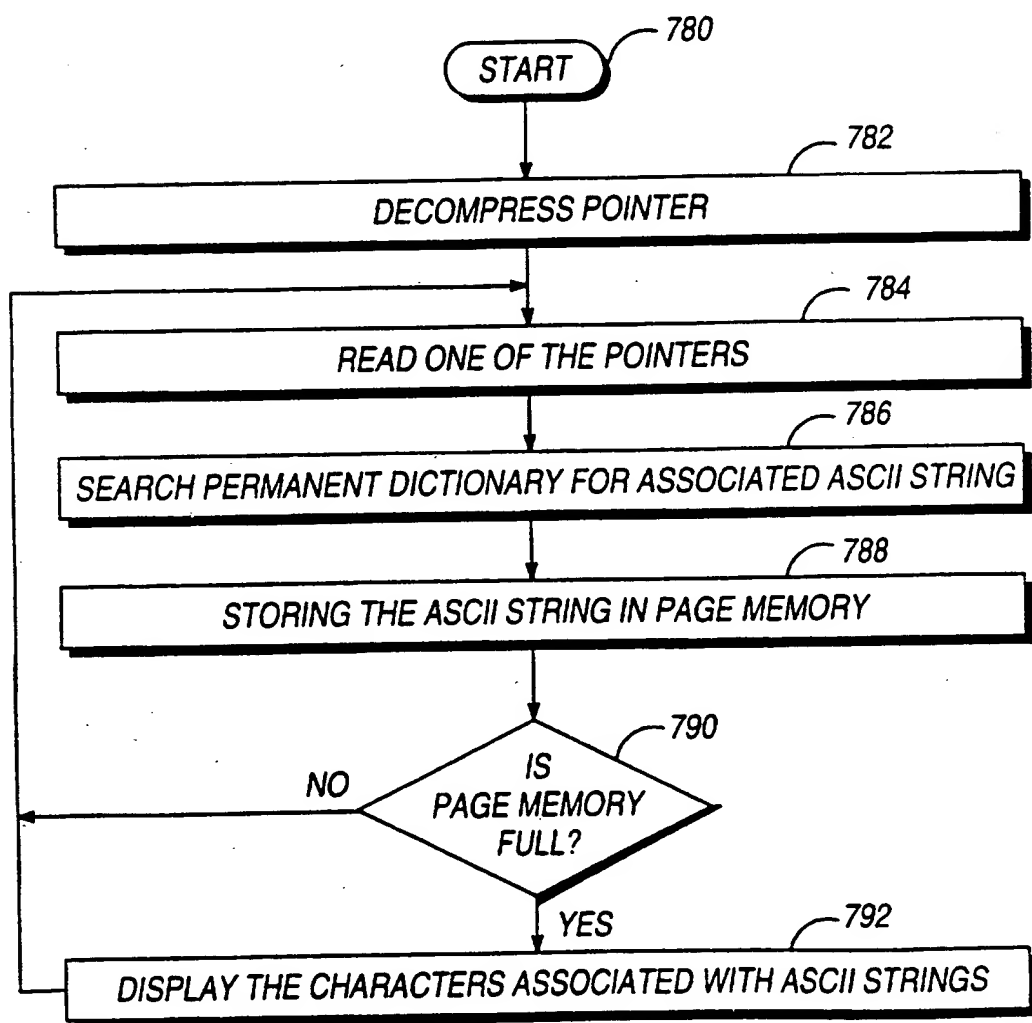 780
START
782
DECOMPRESS POINTER
784
READ ONE OF THE POINTERS
786
SEARCH PERMANENT DICTIONARY FOR ASSOCIATED ASCII STRING
788
STORING THE ASCII STRING IN PAGE MEMORY
790
IS
PAGE MEMORY
FULL?
NO
YES
792
DISPLAY THE CHARACTERS ASSOCIATED WITH ASCII STRINGS